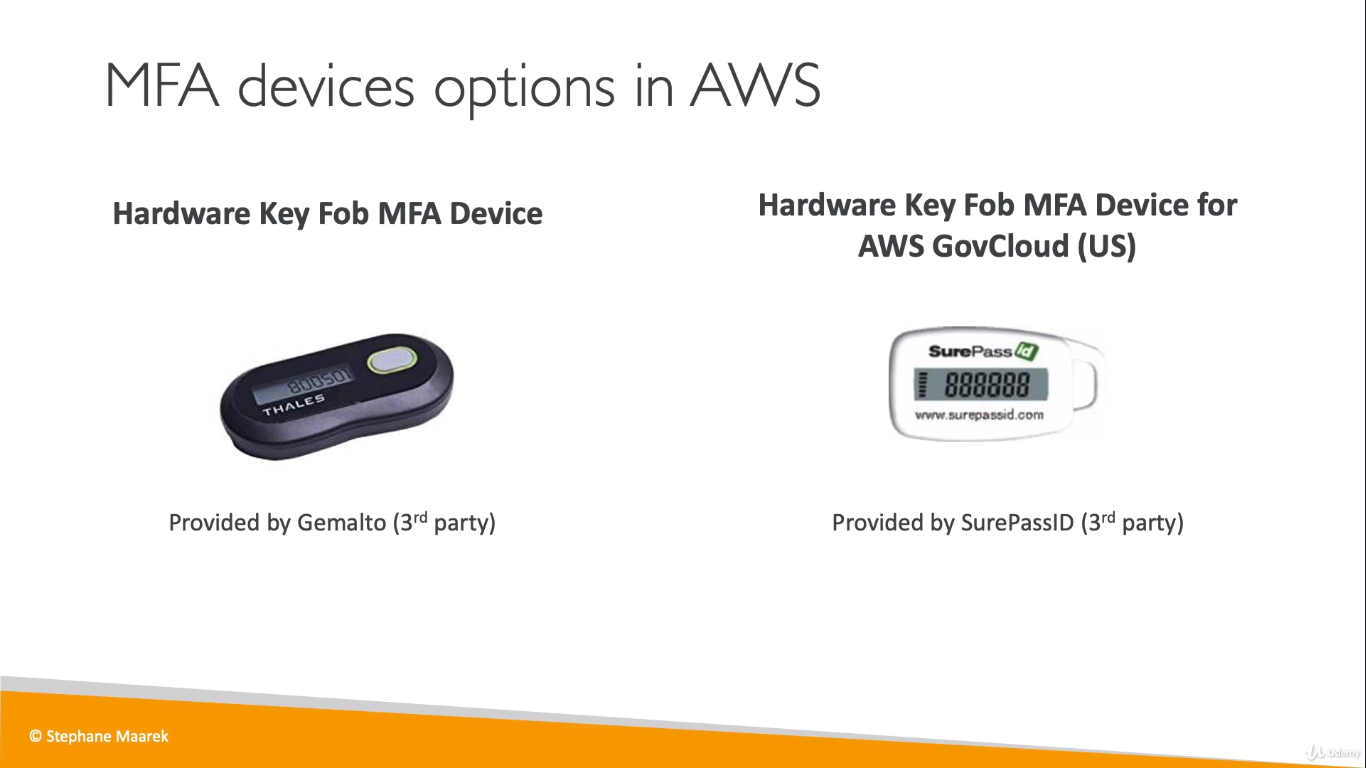 MFA devices options in AWS
Hardware Key Fob MFA Device
Hardware Key Fob MFA Device for
AWS GovCloud (US)
800501
THALES
SurePassid
888888
www.surepassid.com
Provided by Gemalto (3rd party)
Provided by SurePassID (3rd party)
© Stephane Maarek
Udemy